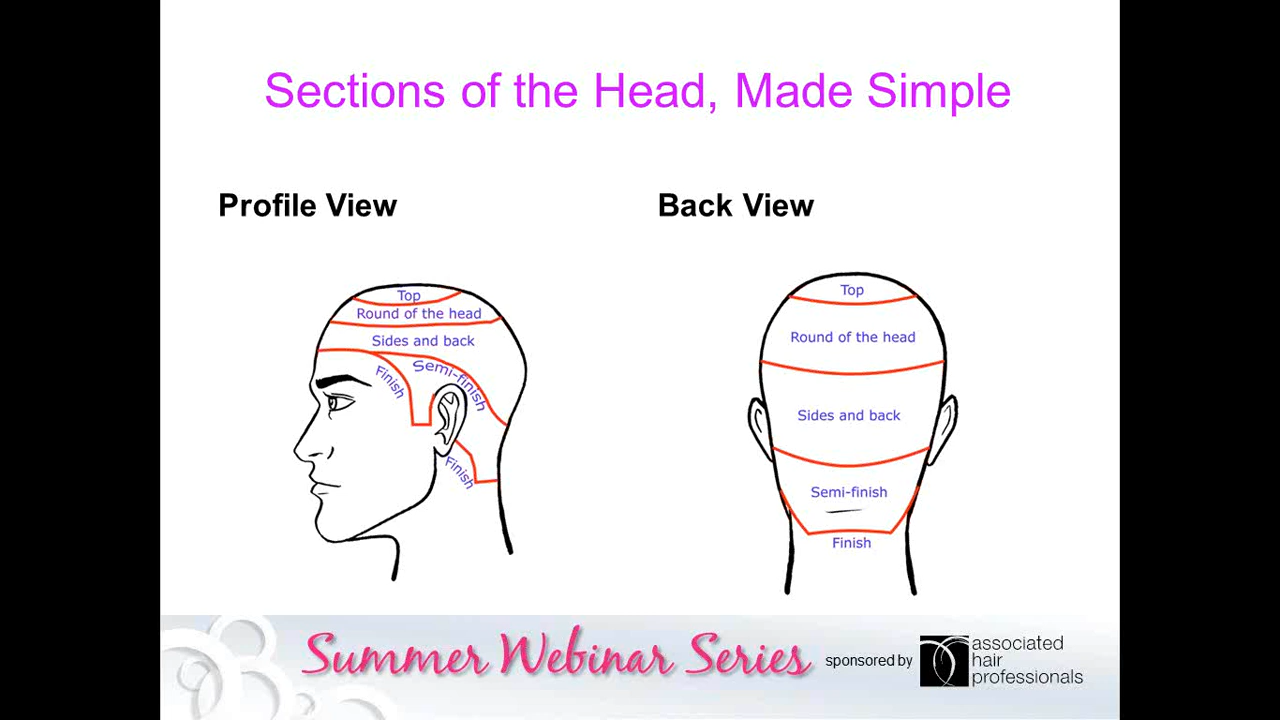 Sections of the Head, Made Simple
Profile View
Top
Round of the head
Sides and back
Semi-finish
Finish
Finish
Back View
Top
Round of the head
Sides and back
Semi-finish
Finish
Summer Webinar Series
sponsored by
associated
hair
professionals